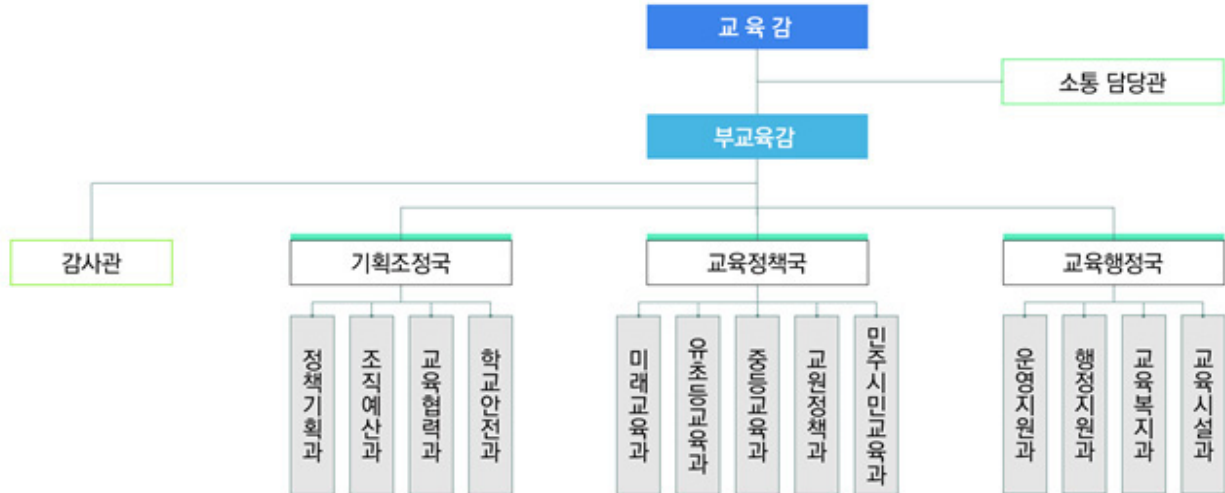 교 육 감
소통 담당관
부교육감
감사관
기획조정국
교육정책국
교육행정국
정책기획과
조직예산과
교육협력과
학교안전과
미래교육과
유초등교육과
중등교육과
교원정책과
민주시민교육과
운영지원과
행정지원과
교육복지과
교육시설과